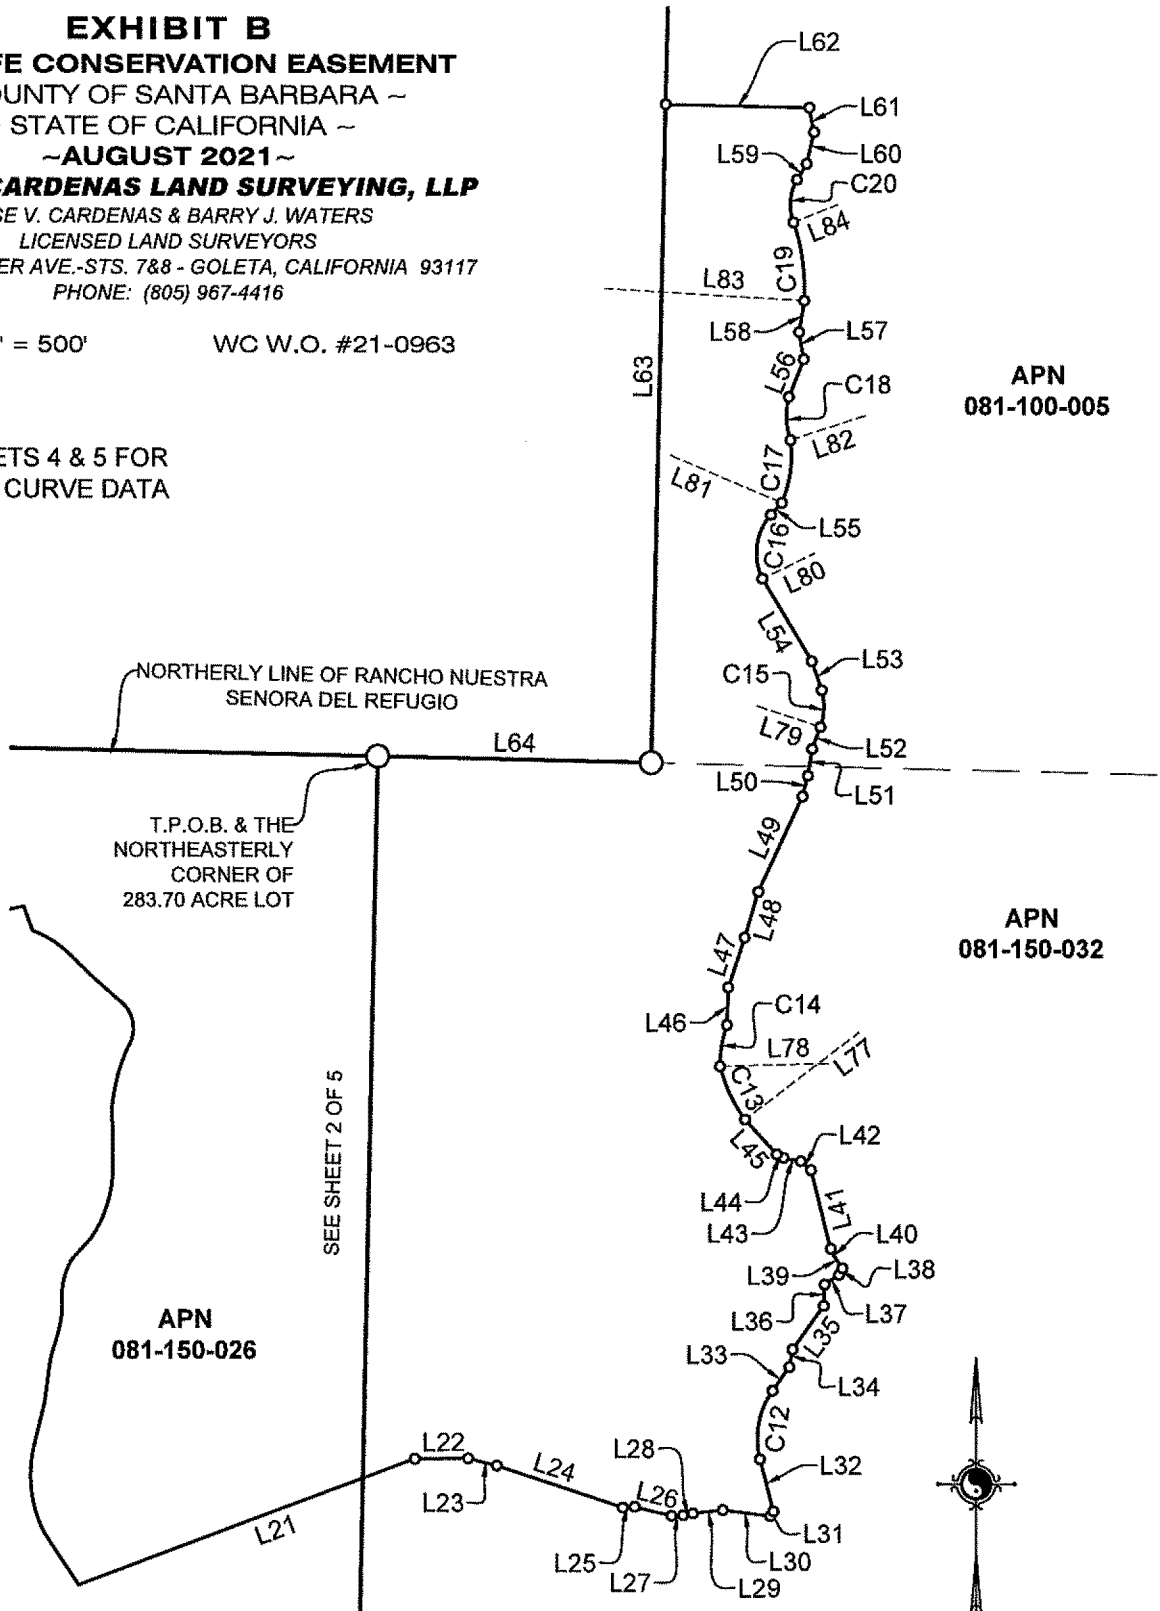 EXHIBIT B
FE CONSERVATION EASEMENT
OUNTY OF SANTA BARBARA ~
STATE OF CALIFORNIA ~
~AUGUST 2021~
CARDENAS LAND SURVEYING, LLP
SE V. CARDENAS & BARRY J. WATERS
LICENSED LAND SURVEYORS
ER AVE.-STS. 7&8 - GOLETA, CALIFORNIA 93117
PHONE: (805) 967-4416
' = 500'
WC W.O. #21-0963
ETS 4 & 5 FOR
CURVE DATA
L62
L61
L59
L60
C20
L84
C19
L83
L58
L57
L63
L56
C18
APN
081-100-005
L82
C17
L81
L55
C16
L80
L54
L53
C15
NORTHERLY LINE OF RANCHO NUESTRA
SENORA DEL REFUGIO
L79
L52
L64
L50
L51
T.P.O.B. & THE
NORTHEASTERLY
CORNER OF
283.70 ACRE LOT
L49
L48
APN
081-150-032
L47
L46
C14
L78
L77
C13
SEE SHEET 2 OF 5
L45
L42
L44
L43
L41
L40
L39
L38
L36
L37
L35
APN
081-150-026
L33
L34
C12
L22
L28
L32
L24
L23
L26
L21
L25
L31
L27
L30
L29